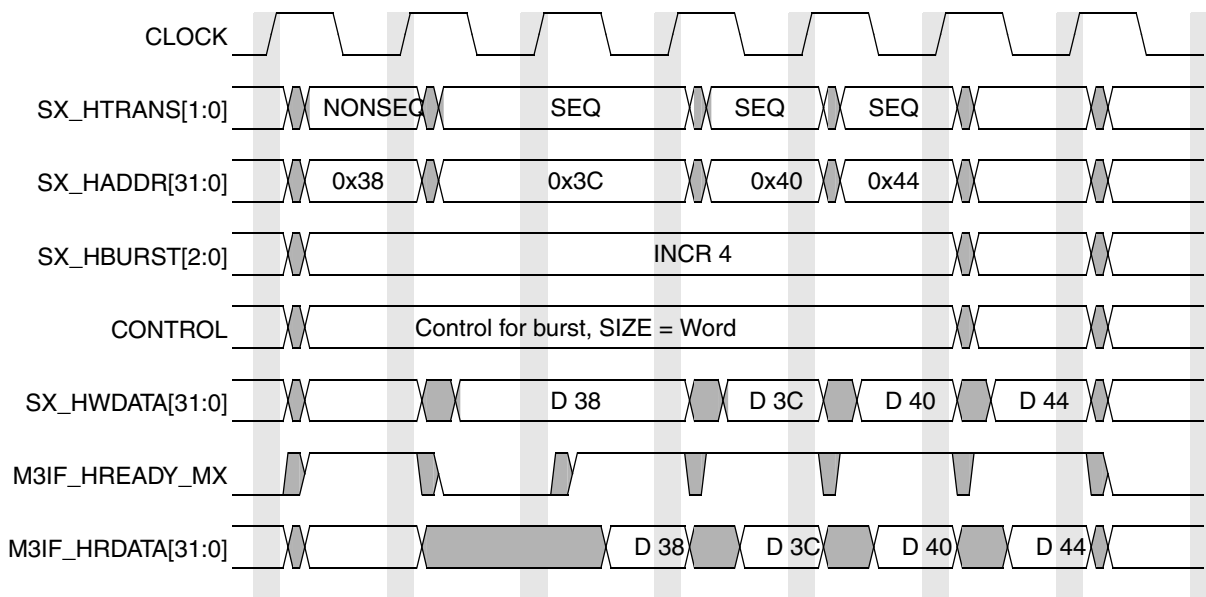 CLOCK
SX_HTRANS[1:0] NONSEQ SEQ SEQ SEQ
SX_HADDR[31:0] 0x38 0x3C 0x40 0x44
SX_HBURST[2:0] INCR 4
CONTROL Control for burst, SIZE = Word
SX_HWDATA[31:0] D 38 D 3C D 40 D 44
M3IF_HREADY_MX
M3IF_HRDATA[31:0] D 38 D 3C D 40 D 44